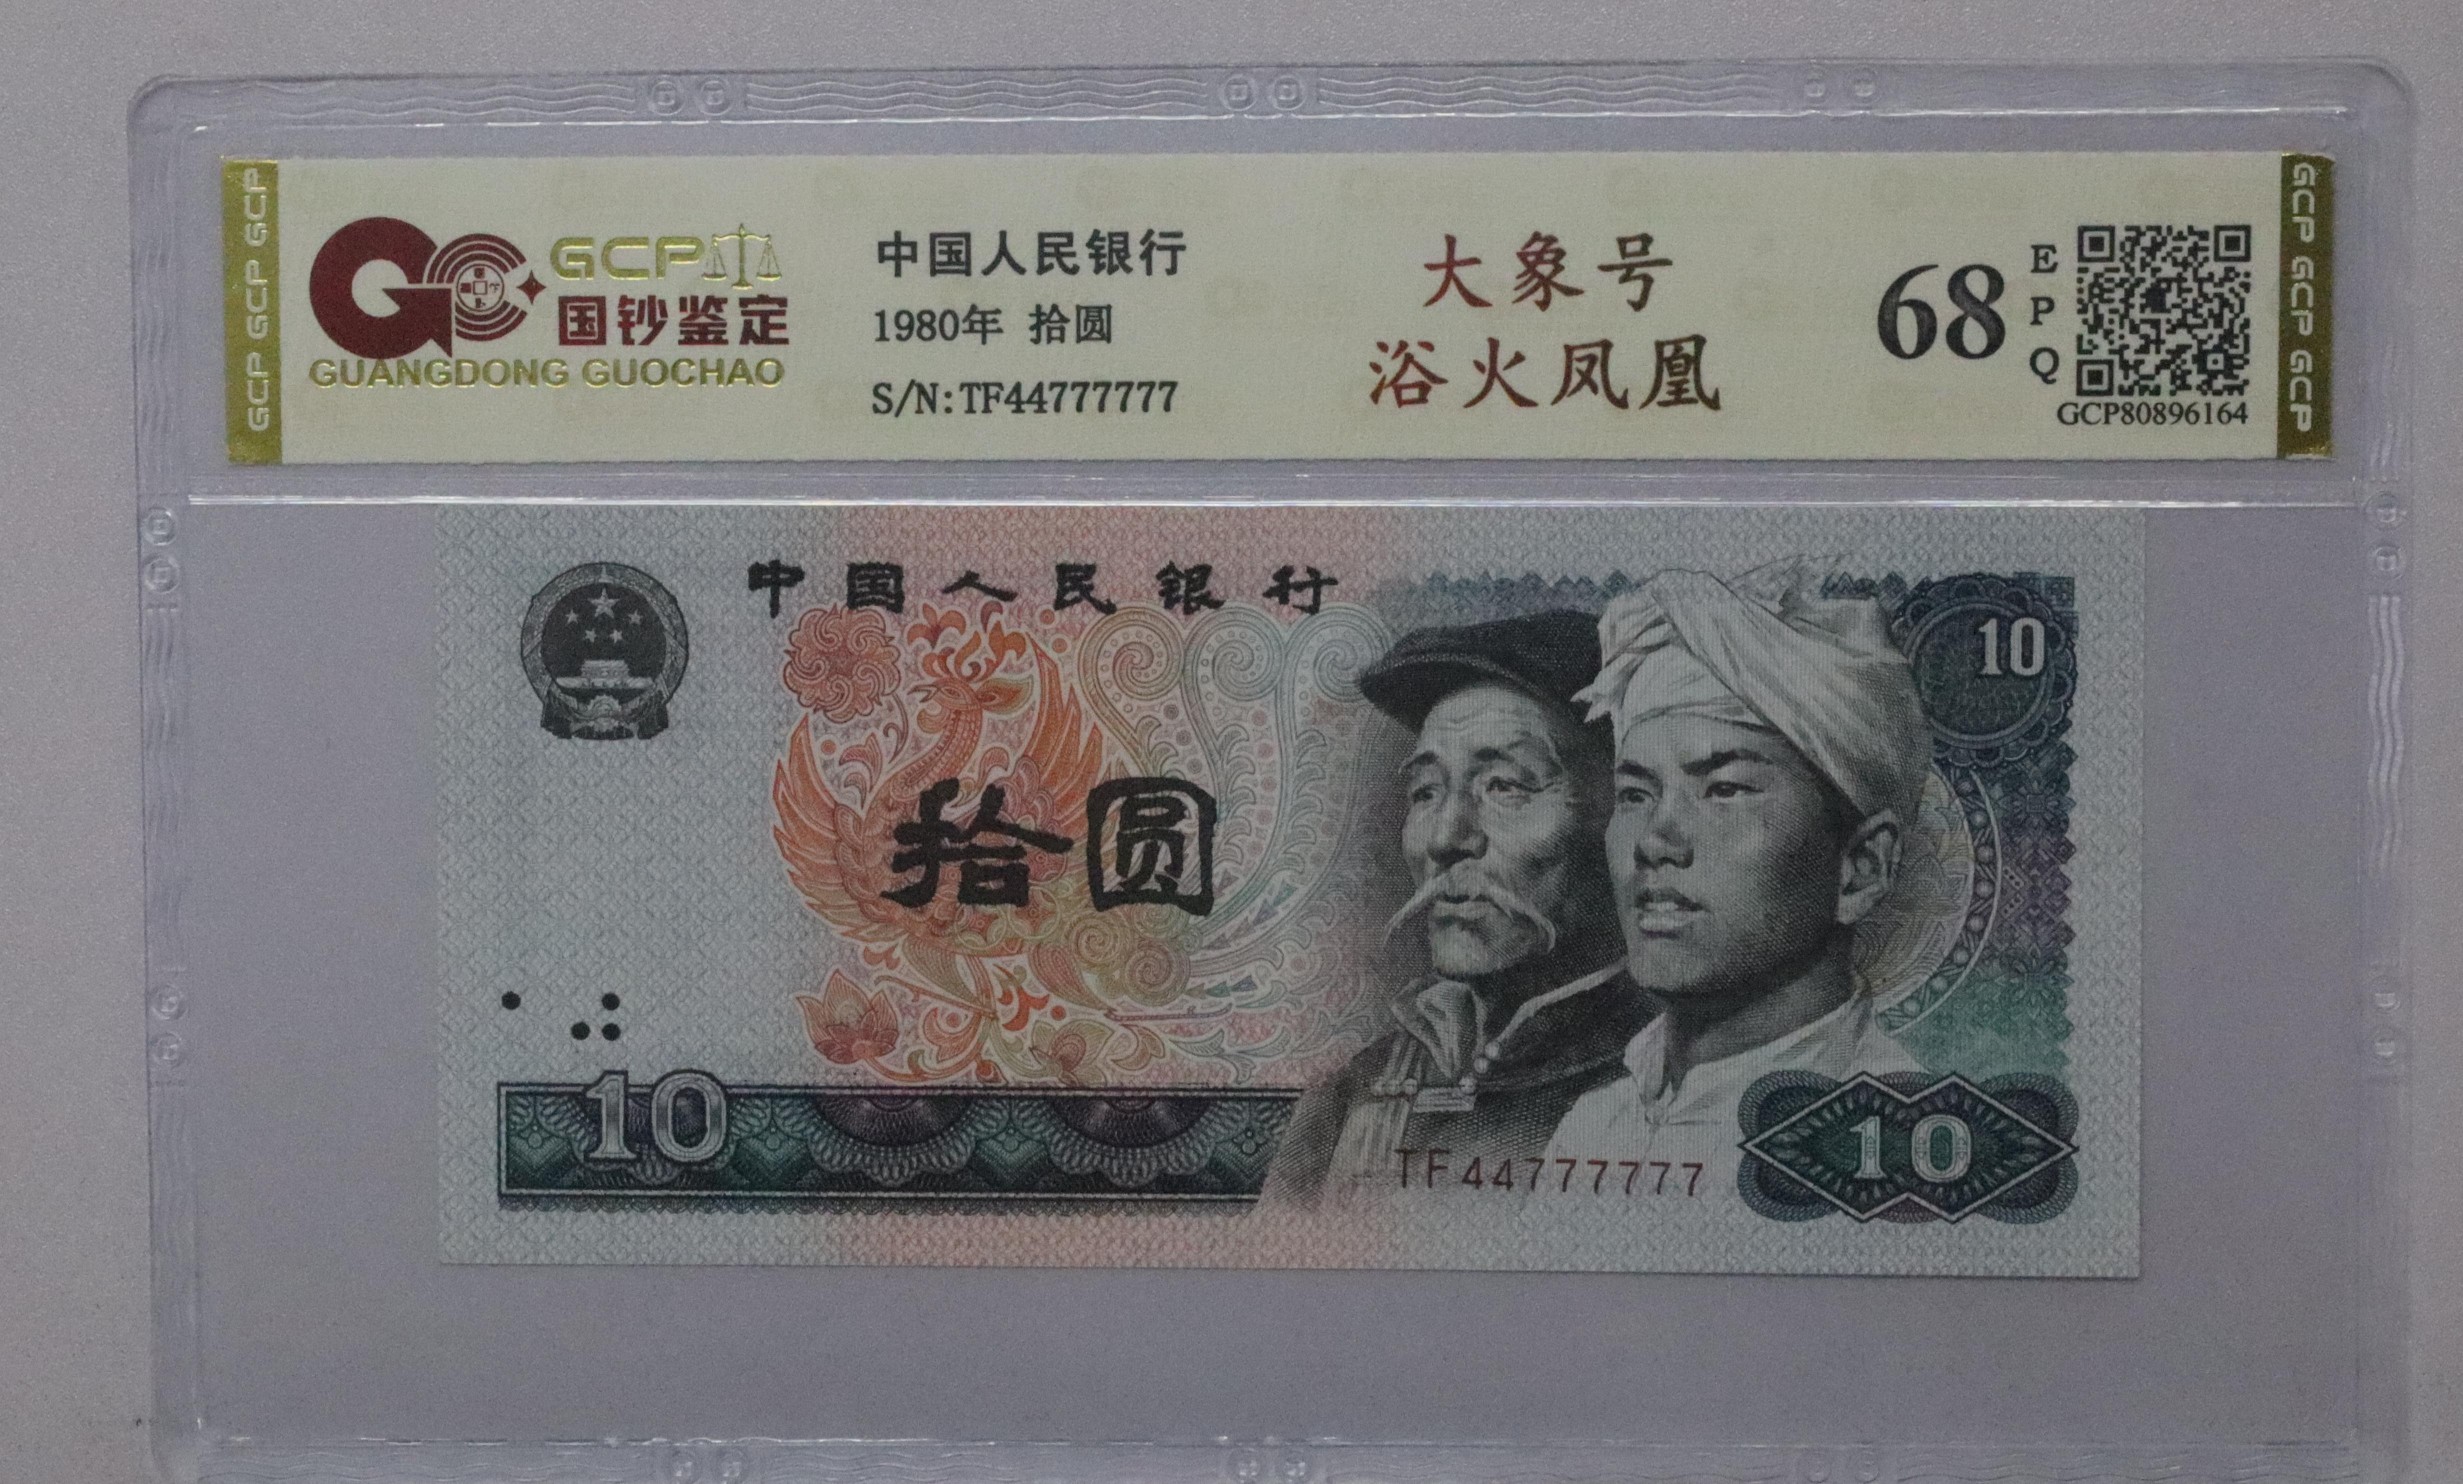 GCP GCP GCP
GCP
国钞鉴定
GUANGDONG GUOCHAO
中国人民银行
1980年 拾圆
S/N:TF44777777
大象号
浴火凤凰
68
EPQ
GCP80896164
GCP GCP GCP
中国人民银行
10
拾圆
10
TF44777777
10